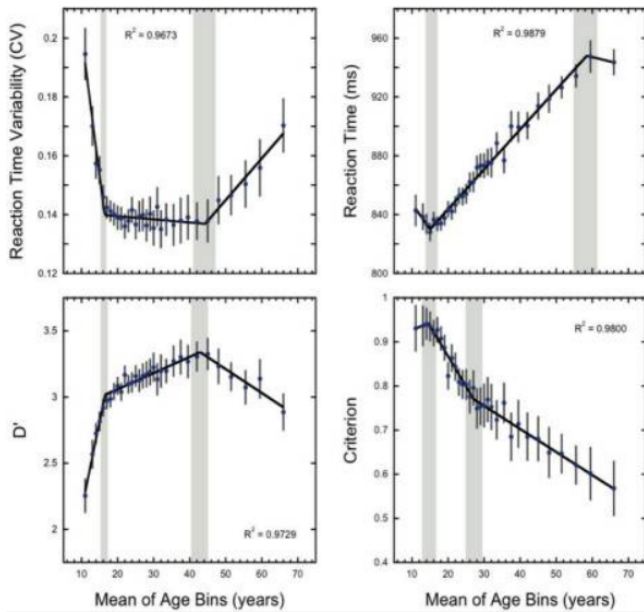 Reaction Time Variability (CV)
0.2
0.18
0.16
0.14
0.12
R² = 0.9673
Reaction Time (ms)
960
920
880
840
800
R² = 0.9879
D'
3.5
3
2.5
2
R² = 0.9729
10 20 30 40 50 60 70
Mean of Age Bins (years)
Criterion
1
0.9
0.8
0.7
0.6
0.5
0.4
R² = 0.9800
10 20 30 40 50 60 70
Mean of Age Bins (years)